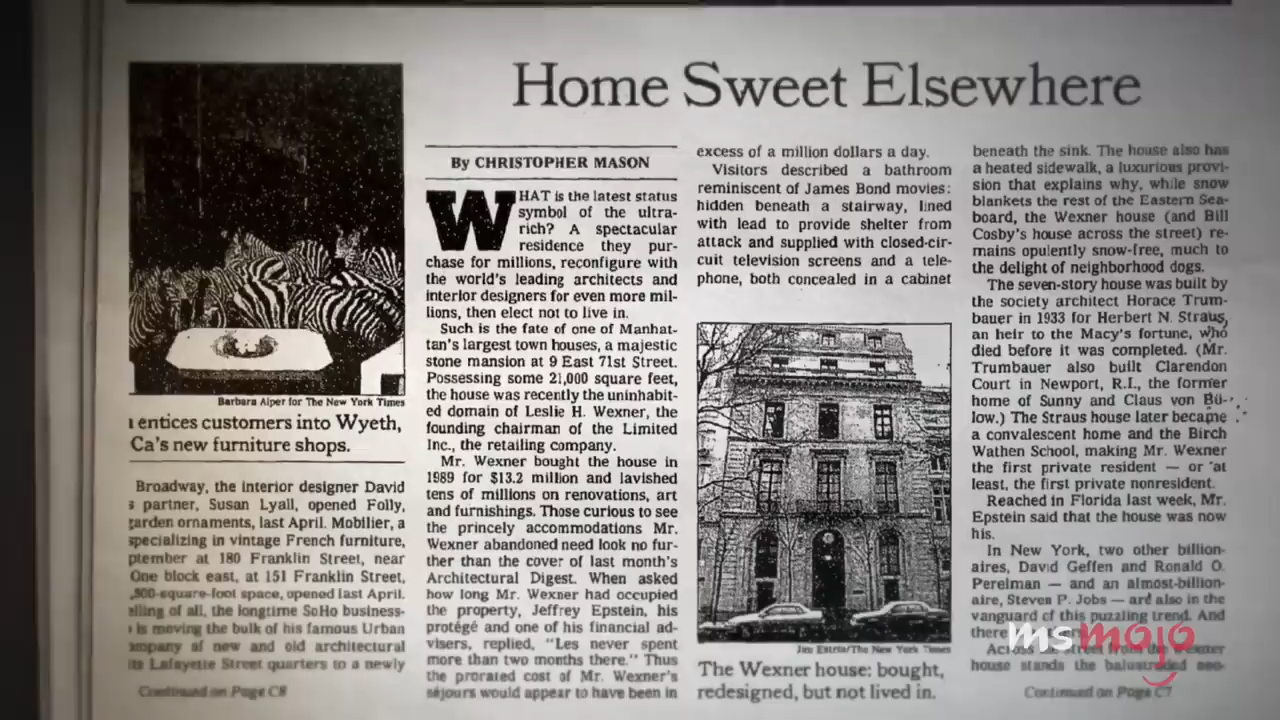 Home Sweet Elsewhere
Barbara Alper for The New York Times
entices customers into Wyeth,
Ca's new furniture shops.
Broadway, the interior designer David
partner, Susan Lyall, opened Folly,
garden ornaments, last April. Mobilier, a
specializing in vintage French furniture,
ptember at 180 Franklin Street, near
One block east, at 151 Franklin Street,
,500-square-foot space, opened last April.
elling of all, the longtime SoHo business-
is moving the bulk of his famous Urban
ompany of new and old architectural
its Lafayette Street quarters to a newly
Continued on Page C8
By CHRISTOPHER MASON
WHAT is the latest status
symbol of the ultra-
rich? A spectacular
residence they pur-
chase for millions, reconfigure with
the world's leading architects and
interior designers for even more mil-
lions, then elect not to live in.
Such is the fate of one of Manhat-
tan's largest town houses, a majestic
stone mansion at 9 East 71st Street.
Possessing some 21,000 square feet,
the house was recently the uninhabit-
ed domain of Leslie H. Wexner, the
founding chairman of the Limited
Inc., the retailing company.
Mr. Wexner bought the house in
1989 for $13.2 million and lavished
tens of millions on renovations, art
and furnishings. Those curious to see
the princely accommodations Mr.
Wexner abandoned need look no fur-
ther than the cover of last month's
Architectural Digest. When asked
how long Mr. Wexner had occupied
the property, Jeffrey Epstein, his
protégé and one of his financial ad-
visers, replied, "Les never spent
more than two months there." Thus
the prorated cost of Mr. Wexner's
séjours would appear to have been in
excess of a million dollars a day.
Visitors described a bathroom
reminiscent of James Bond movies:
hidden beneath a stairway, lined
with lead to provide shelter from
attack and supplied with closed-cir-
cuit television screens and a tele-
phone, both concealed in a cabinet
Jim Estrin/The New York Times
The Wexner house: bought,
redesigned, but not lived in.
beneath the sink. The house also has
a heated sidewalk, a luxurious provi-
sion that explains why, while snow
blankets the rest of the Eastern Sea-
board, the Wexner house (and Bill
Cosby's house across the street) re-
mains opulently snow-free, much to
the delight of neighborhood dogs.
The seven-story house was built by
the society architect Horace Trum-
bauer in 1933 for Herbert N. Straus,
an heir to the Macy's fortune, who
died before it was completed. (Mr.
Trumbauer also built Clarendon
Court in Newport, R.I., the former
home of Sunny and Claus von Bü-
low.) The Straus house later became
a convalescent home and the Birch
Wathen School, making Mr. Wexner
the first private resident — or at
least, the first private nonresident.
Reached in Florida last week, Mr.
Epstein said that the house was now
his.
In New York, two other billion-
aires, David Geffen and Ronald O.
Perelman — and an almost-billion-
aire, Steven P. Jobs — are also in the
vanguard of this puzzling trend. And
there
Across the street from the Wexner
house stands the balustraded neo-
Continued on Page C7
msmojo